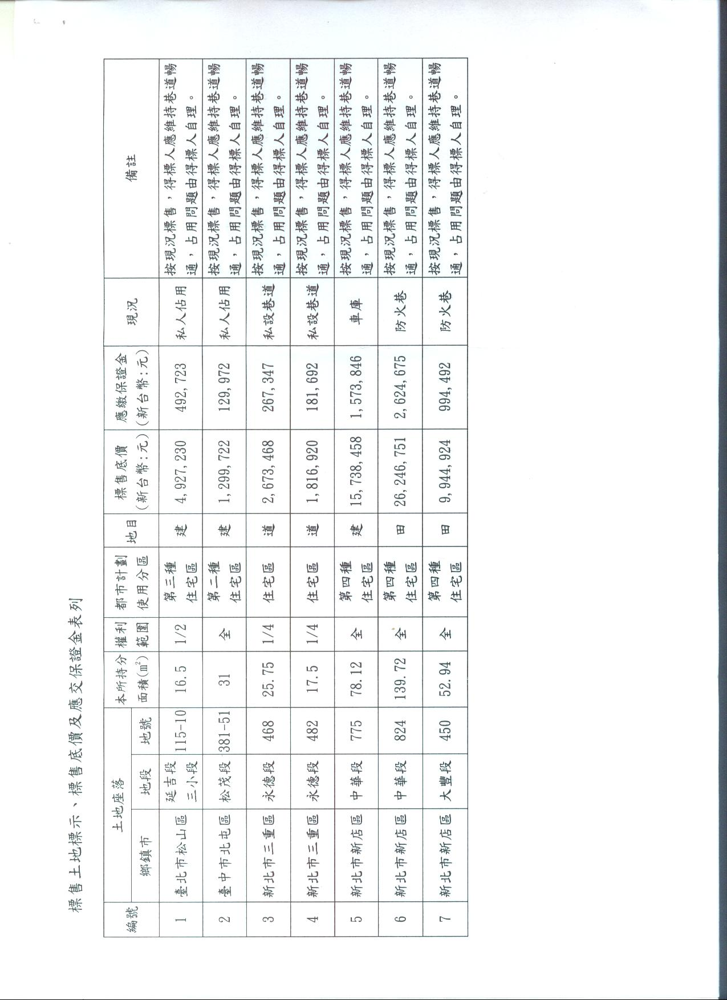 標售土地標示、標售底價及應交保證金表列
編號 土地座落 本所持分面積(㎡) 權利範圍 都市計劃使用分區 地目 標售底價(新台幣:元) 應繳保證金(新台幣:元) 現況 備註
鄉鎮市 地段 地號
1 臺北市松山區 延吉段三小段 115-10 16.5 1/2 第三種住宅區 建 4,927,230 492,723 私人佔用 按現況標售，得標人應維持巷道暢通，占用問題由得標人自理。
2 臺中市北屯區 松茂段 381-51 31 全 第二種住宅區 建 1,299,722 129,972 私人佔用 按現況標售，得標人應維持巷道暢通，占用問題由得標人自理。
3 新北市三重區 永德段 468 25.75 1/4 住宅區 道 2,673,468 267,347 私設巷道 按現況標售，得標人應維持巷道暢通，占用問題由得標人自理。
4 新北市三重區 永德段 482 17.5 1/4 住宅區 道 1,816,920 181,692 私設巷道 按現況標售，得標人應維持巷道暢通，占用問題由得標人自理。
5 新北市新店區 中華段 775 78.12 全 第四種住宅區 建 15,738,458 1,573,846 車庫 按現況標售，得標人應維持巷道暢通，占用問題由得標人自理。
6 新北市新店區 中華段 824 139.72 全 第四種住宅區 田 26,246,751 2,624,675 防火巷 按現況標售，得標人應維持巷道暢通，占用問題由得標人自理。
7 新北市新店區 大豐段 450 52.94 全 第四種住宅區 田 9,944,924 994,492 防火巷 按現況標售，得標人應維持巷道暢通，占用問題由得標人自理。